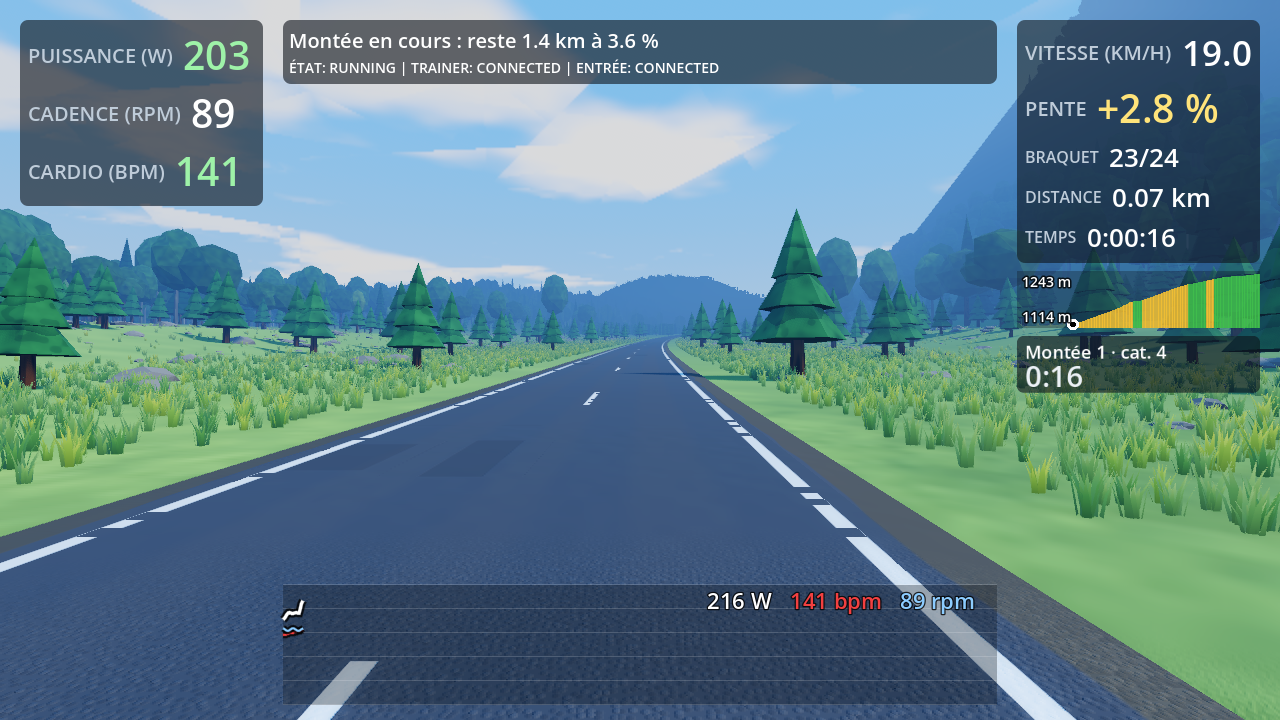 PUISSANCE (W) 203
CADENCE (RPM) 89
CARDIO (BPM) 141
Montée en cours : reste 1.4 km à 3.6 %
ÉTAT: RUNNING | TRAINER: CONNECTED | ENTRÉE: CONNECTED
VITESSE (KM/H) 19.0
PENTE +2.8 %
BRAQUET 23/24
DISTANCE 0.07 km
TEMPS 0:00:16
1243 m
1114 m
Montée 1 · cat. 4
0:16
216 W 141 bpm 89 rpm